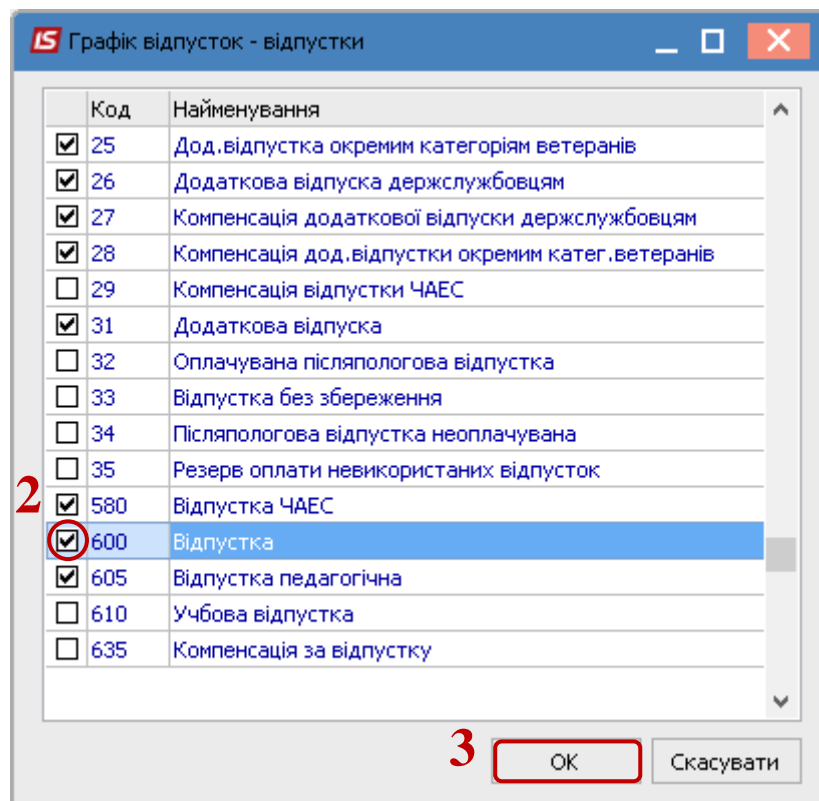 IS Графік відпусток - відпустки
Код Найменування
25 Дод.відпустка окремим категоріям ветеранів
26 Додаткова відпуска держслужбовцям
27 Компенсація додаткової відпуски держслужбовцям
28 Компенсація дод.відпустки окремим катег.ветеранів
29 Компенсація відпустки ЧАЕС
31 Додаткова відпуска
32 Оплачувана післяпологова відпустка
33 Відпустка без збереження
34 Післяпологова відпустка неоплачувана
35 Резерв оплати невикористаних відпусток
2 580 Відпустка ЧАЕС
600 Відпустка
605 Відпустка педагогічна
610 Учбова відпустка
635 Компенсація за відпустку
3 ОК Скасувати